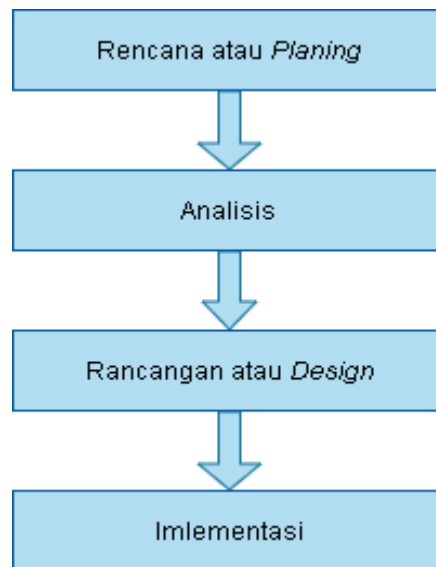 Rencana atau Planing
Analisis
Rancangan atau Design
Imlementasi